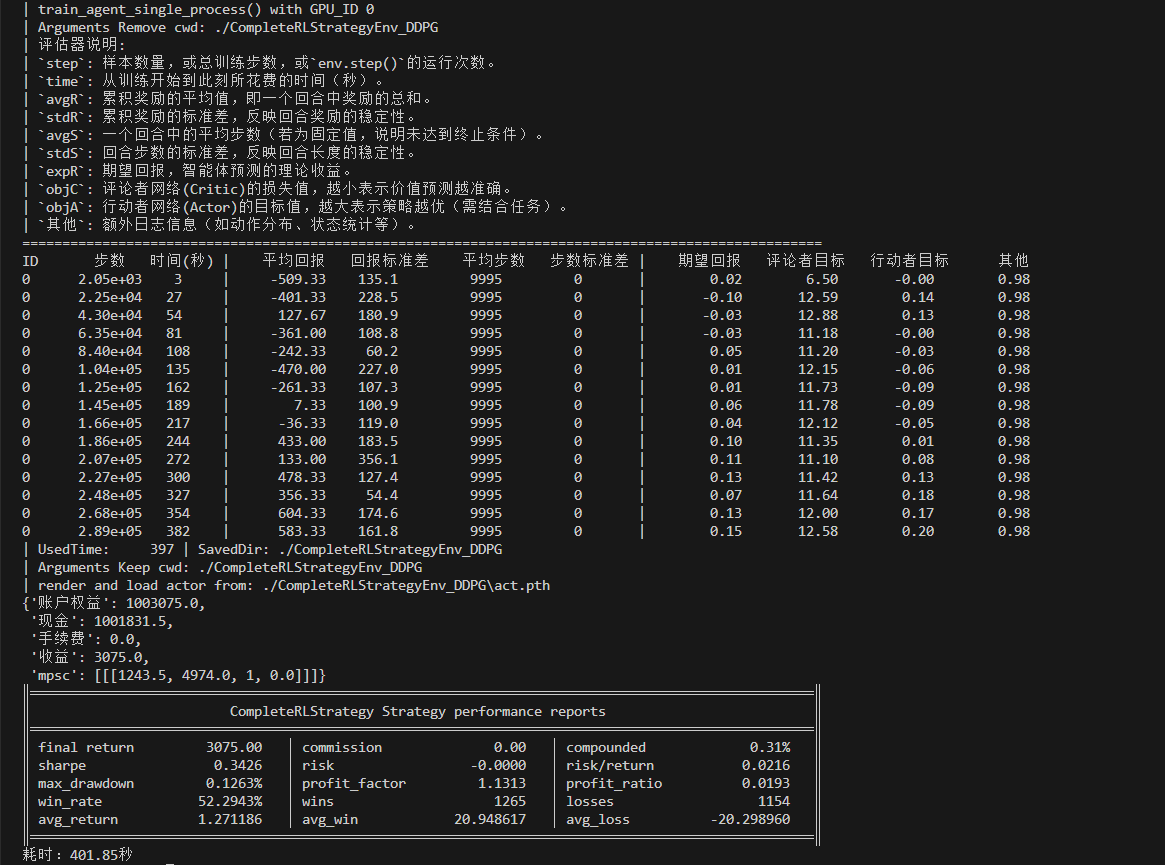 | train_agent_single_process() with GPU_ID 0
| Arguments Remove cwd: ./CompleteRLStrategyEnv_DDPG
| 评估器说明:
| `step`: 样本数量，或总训练步数，或`env.step()`的运行次数。
| `time`: 从训练开始到此刻所花费的时间（秒）。
| `avgR`: 累积奖励的平均值，即一个回合中奖励的总和。
| `stdR`: 累积奖励的标准差，反映回合奖励的稳定性。
| `avgS`: 一个回合中的平均步数（若为固定值，说明未达到终止条件）。
| `stdS`: 回合步数的标准差，反映回合长度的稳定性。
| `expR`: 期望回报，智能体预测的理论收益。
| `objC`: 评论者网络(Critic)的损失值，越小表示价值预测越准确。
| `objA`: 行动者网络(Actor)的目标值，越大表示策略越优（需结合任务）。
| `其他`: 额外日志信息（如动作分布、状态统计等）。
====================================================================================================
ID 步数 时间(秒) | 平均回报 回报标准差 平均步数 步数标准差 | 期望回报 评论者目标 行动者目标 其他
0 2.05e+03 3 | -509.33 135.1 9995 0 | 0.02 6.50 -0.00 0.98
0 2.25e+04 27 | -401.33 228.5 9995 0 | -0.10 12.59 0.14 0.98
0 4.30e+04 54 | 127.67 180.9 9995 0 | -0.03 12.88 0.13 0.98
0 6.35e+04 81 | -361.00 108.8 9995 0 | -0.03 11.18 -0.00 0.98
0 8.40e+04 108 | -242.33 60.2 9995 0 | 0.05 11.20 -0.03 0.98
0 1.04e+05 135 | -470.00 227.0 9995 0 | 0.01 12.15 -0.06 0.98
0 1.25e+05 162 | -261.33 107.3 9995 0 | 0.01 11.73 -0.09 0.98
0 1.45e+05 189 | 7.33 100.9 9995 0 | 0.06 11.78 -0.09 0.98
0 1.66e+05 217 | -36.33 119.0 9995 0 | 0.04 12.12 -0.05 0.98
0 1.86e+05 244 | 433.00 183.5 9995 0 | 0.10 11.35 0.01 0.98
0 2.07e+05 272 | 133.00 356.1 9995 0 | 0.11 11.10 0.08 0.98
0 2.27e+05 300 | 478.33 127.4 9995 0 | 0.13 11.42 0.13 0.98
0 2.48e+05 327 | 356.33 54.4 9995 0 | 0.07 11.64 0.18 0.98
0 2.68e+05 354 | 604.33 174.6 9995 0 | 0.13 12.00 0.17 0.98
0 2.89e+05 382 | 583.33 161.8 9995 0 | 0.15 12.58 0.20 0.98
| UsedTime: 397 | SavedDir: ./CompleteRLStrategyEnv_DDPG
| Arguments Keep cwd: ./CompleteRLStrategyEnv_DDPG
| render and load actor from: ./CompleteRLStrategyEnv_DDPG\act.pth
{'账户权益': 1003075.0,
'现金': 1001831.5,
'手续费': 0.0,
'收益': 3075.0,
'mpsc': [[[1243.5, 4974.0, 1, 0.0]]]}
CompleteRLStrategy Strategy performance reports
final return 3075.00 | commission 0.00 | compounded 0.31%
sharpe 0.3426 | risk -0.0000 | risk/return 0.0216
max_drawdown 0.1263% | profit_factor 1.1313 | profit_ratio 0.0193
win_rate 52.2943% | wins 1265 | losses 1154
avg_return 1.271186 | avg_win 20.948617 | avg_loss -20.298960
耗时: 401.85秒